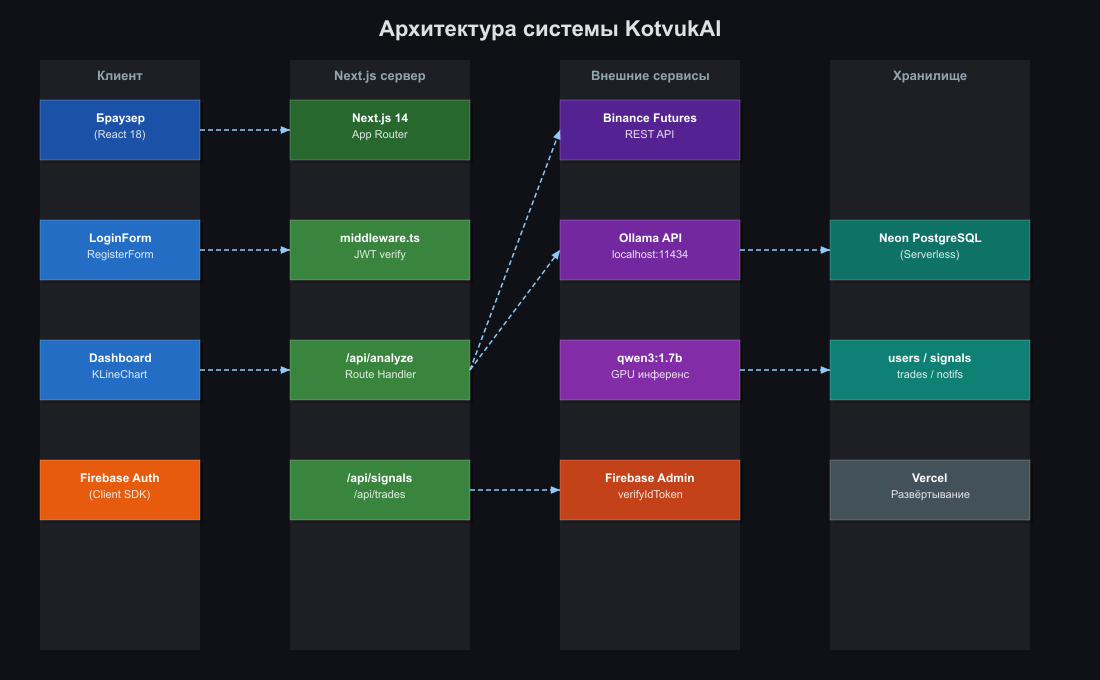 Архитектура системы KotvukAI
Клиент
Браузер
(React 18)
LoginForm
RegisterForm
Dashboard
KLineChart
Firebase Auth
(Client SDK)
Next.js сервер
Next.js 14
App Router
middleware.ts
JWT verify
/api/analyze
Route Handler
/api/signals
/api/trades
Внешние сервисы
Binance Futures
REST API
Ollama API
localhost:11434
qwen3:1.7b
GPU инференс
Firebase Admin
verifyIdToken
Хранилище
Neon PostgreSQL
(Serverless)
users / signals
trades / notifs
Vercel
Развёртывание